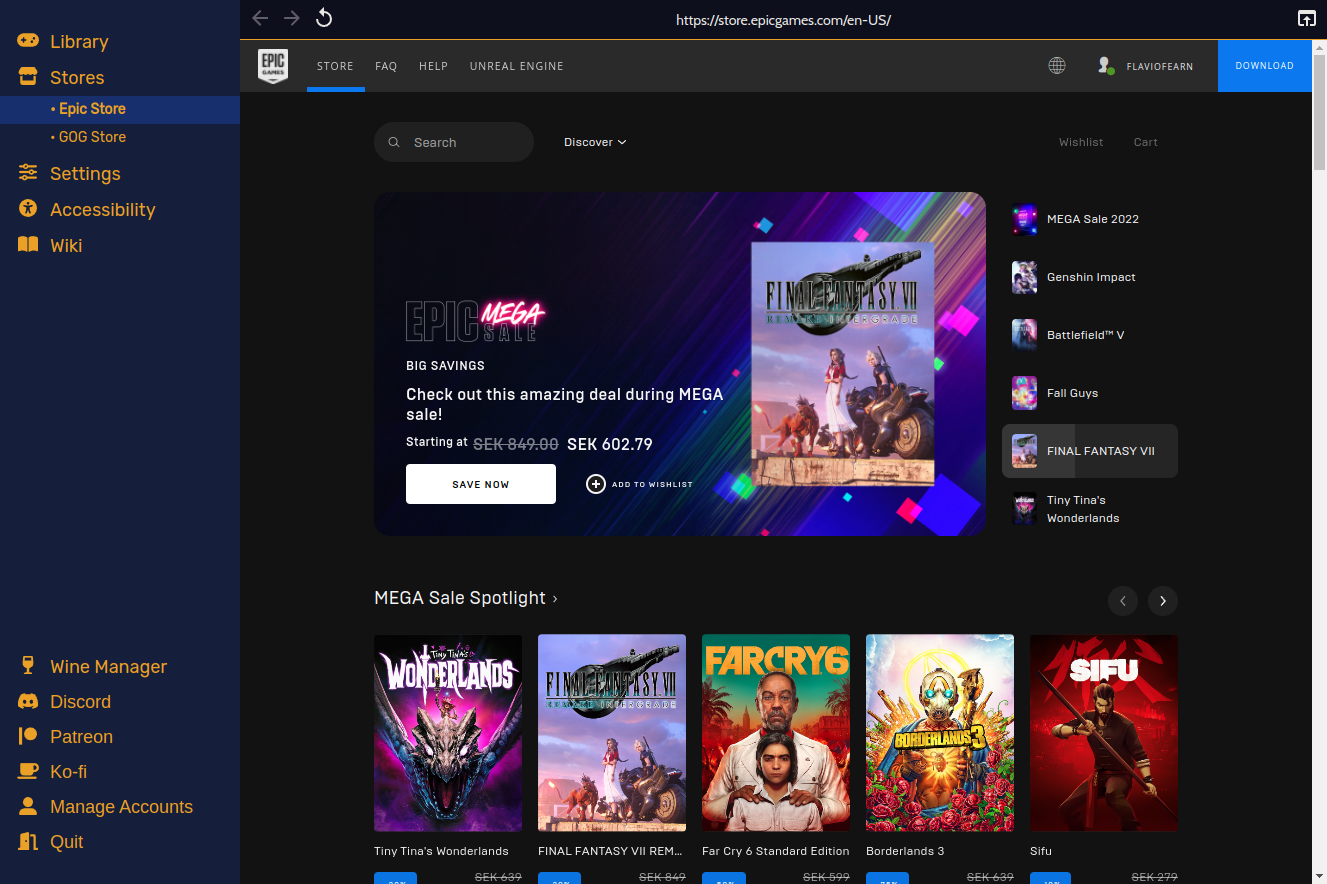 Library
Stores
• Epic Store
• GOG Store
Settings
Accessibility
Wiki
Wine Manager
Discord
Patreon
Ko-fi
Manage Accounts
Quit
https://store.epicgames.com/en-US/
EPIC
GAMES
STORE FAQ HELP UNREAL ENGINE
FLAVIOFEARN
DOWNLOAD
Search
Discover
Wishlist Cart
EPIC MEGA
SALE
BIG SAVINGS
Check out this amazing deal during MEGA
sale!
Starting at SEK 849.00 SEK 602.79
SAVE NOW
ADD TO WISHLIST
FINAL FANTASY VII
REMAKE INTERGRADE
MEGA Sale 2022
Genshin Impact
Battlefield™ V
Fall Guys
FINAL FANTASY VII
Tiny Tina's
Wonderlands
MEGA Sale Spotlight ›
TINY TINA'S
WONDERLANDS
FINAL FANTASY VII
REMAKE INTERGRADE
FARCRY6
BORDERLANDS 3
SIFU
Tiny Tina's Wonderlands
FINAL FANTASY VII REM...
Far Cry 6 Standard Edition
Borderlands 3
Sifu
SEK 639
SEK 849
SEK 599
SEK 639
SEK 279